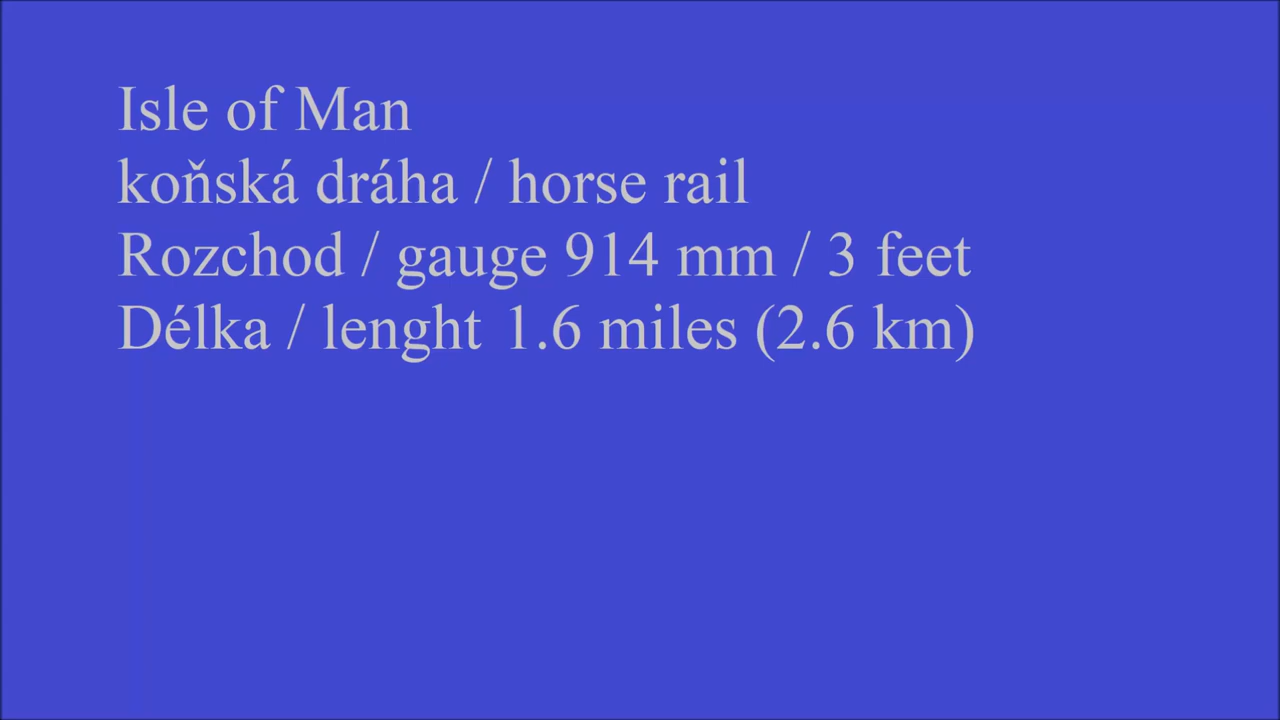 Isle of Man
koňská dráha / horse rail
Rozchod / gauge 914 mm / 3 feet
Délka / lenght 1.6 miles (2.6 km)